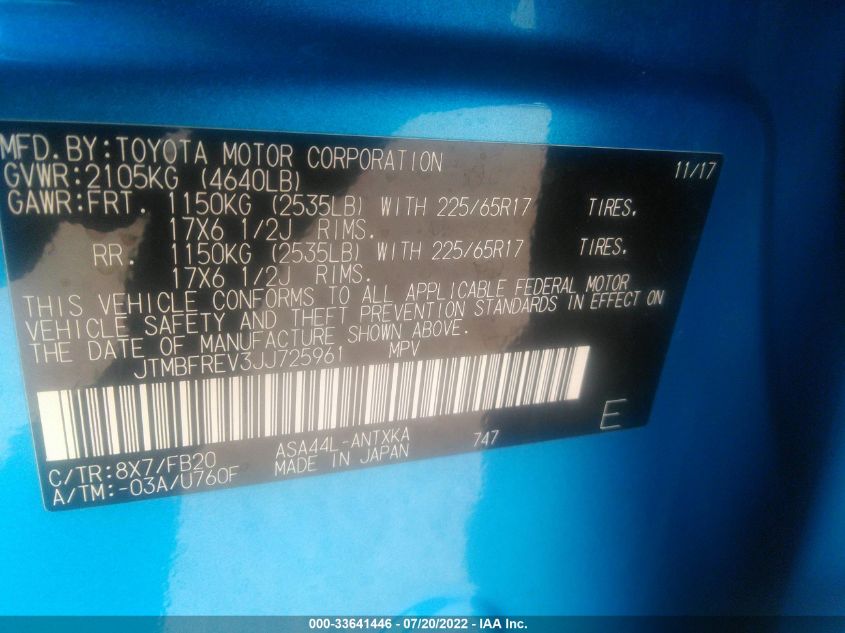 MFD.BY:TOYOTA MOTOR CORPORATION 11/17
GVWR:2105KG (4640LB)
GAWR:FRT. 1150KG (2535LB) WITH 225/65R17 TIRES.
17X6 1/2J RIMS.
RR. 1150KG (2535LB) WITH 225/65R17 TIRES.
17X6 1/2J RIMS.
THIS VEHICLE CONFORMS TO ALL APPLICABLE FEDERAL MOTOR
VEHICLE SAFETY AND THEFT PREVENTION STANDARDS IN EFFECT ON
THE DATE OF MANUFACTURE SHOWN ABOVE.
JTMBFREV3JJ725961 MPV
E
C/TR:8X7/FB20 ASA44L-ANTXKA 747
A/TM:-03A/U760F MADE IN JAPAN
000-33641446 - 07/20/2022 - IAA Inc.